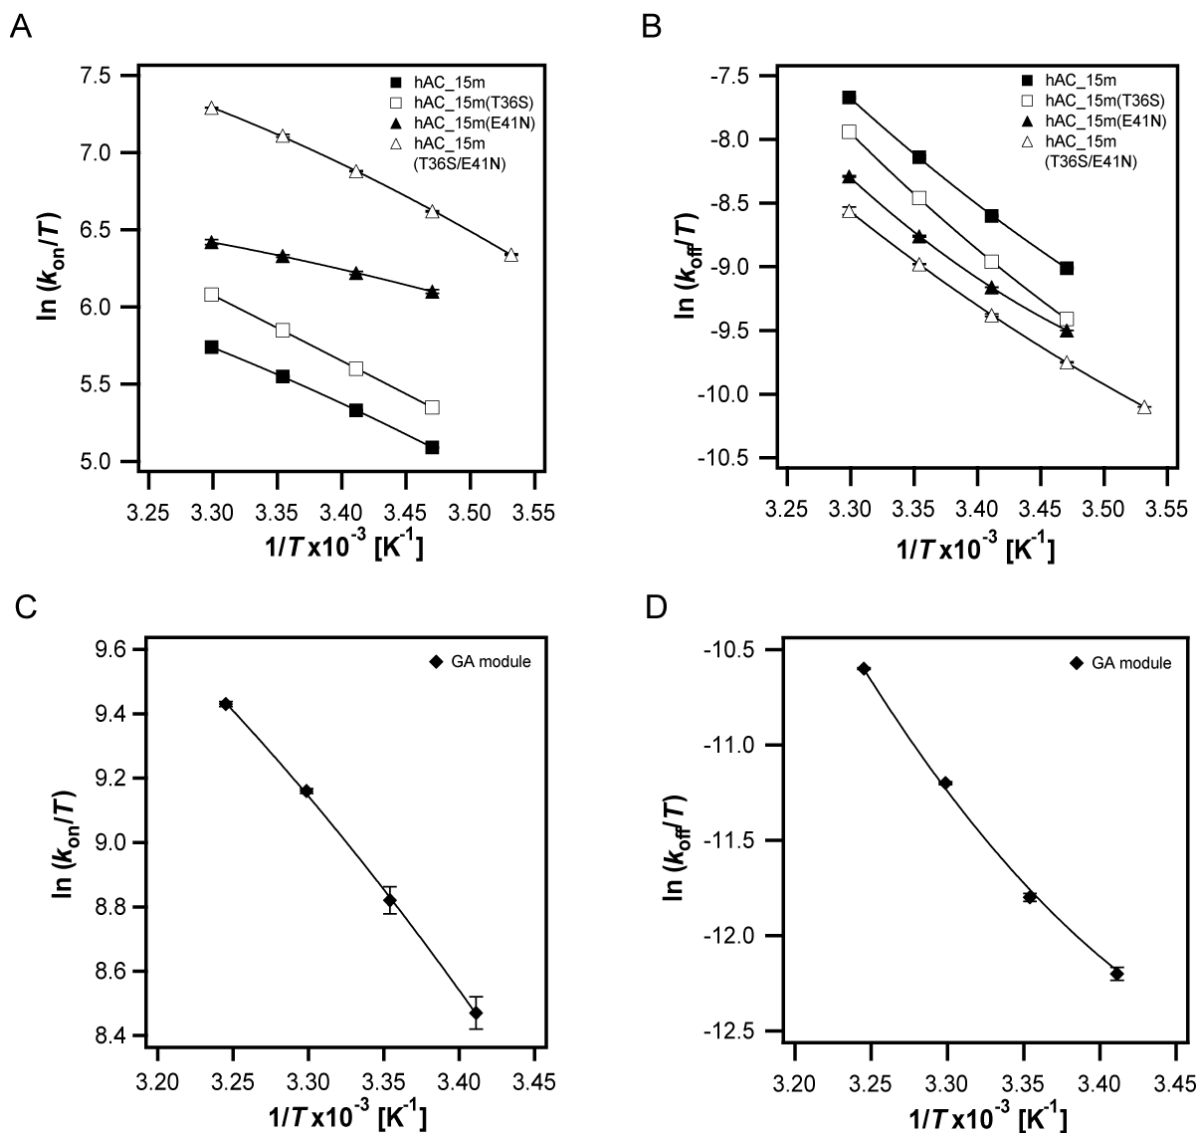 A
7.5
7.0
6.5
6.0
5.5
5.0
ln (kon/T)
hAC_15m
hAC_15m(T36S)
hAC_15m(E41N)
hAC_15m
(T36S/E41N)
3.25 3.30 3.35 3.40 3.45 3.50 3.55
1/T x10-3 [K-1]
B
-7.5
-8.0
-8.5
-9.0
-9.5
-10.0
-10.5
ln (koff/T)
hAC_15m
hAC_15m(T36S)
hAC_15m(E41N)
hAC_15m
(T36S/E41N)
3.25 3.30 3.35 3.40 3.45 3.50 3.55
1/T x10-3 [K-1]
C
9.6
9.4
9.2
9.0
8.8
8.6
8.4
ln (kon/T)
GA module
3.20 3.25 3.30 3.35 3.40 3.45
1/T x10-3 [K-1]
D
-10.5
-11.0
-11.5
-12.0
-12.5
ln (koff/T)
GA module
3.20 3.25 3.30 3.35 3.40 3.45
1/T x10-3 [K-1]